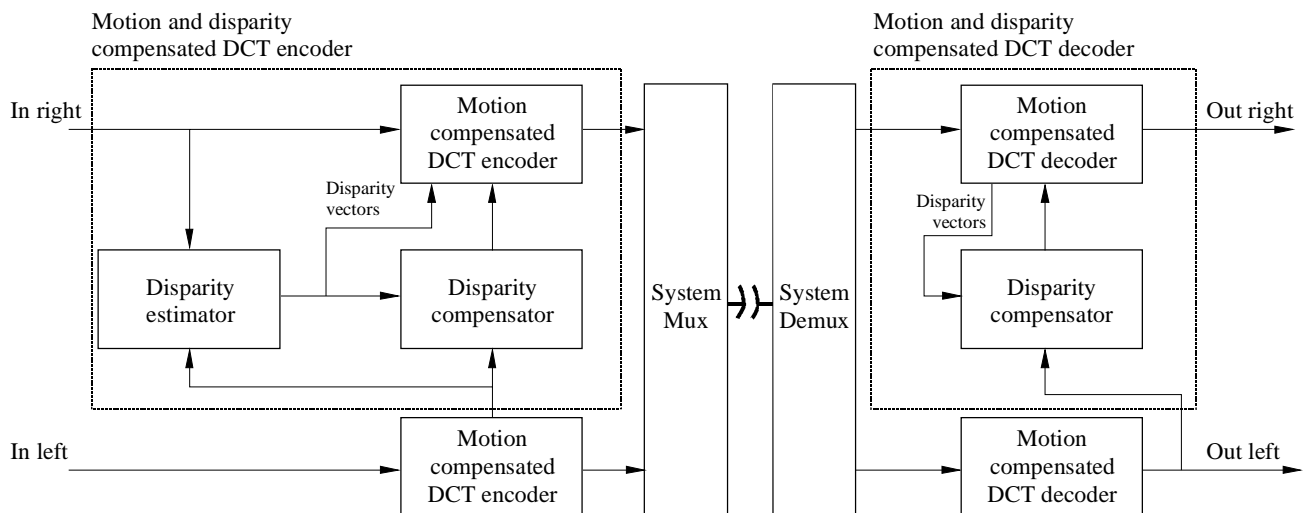 Motion and disparity
compensated DCT encoder
Motion and disparity
compensated DCT decoder
In right
Motion
compensated
DCT encoder
Motion
compensated
DCT decoder
Out right
Disparity
vectors
Disparity
vectors
Disparity
estimator
Disparity
compensator
System
Mux
System
Demux
Disparity
compensator
In left
Motion
compensated
DCT encoder
Motion
compensated
DCT decoder
Out left